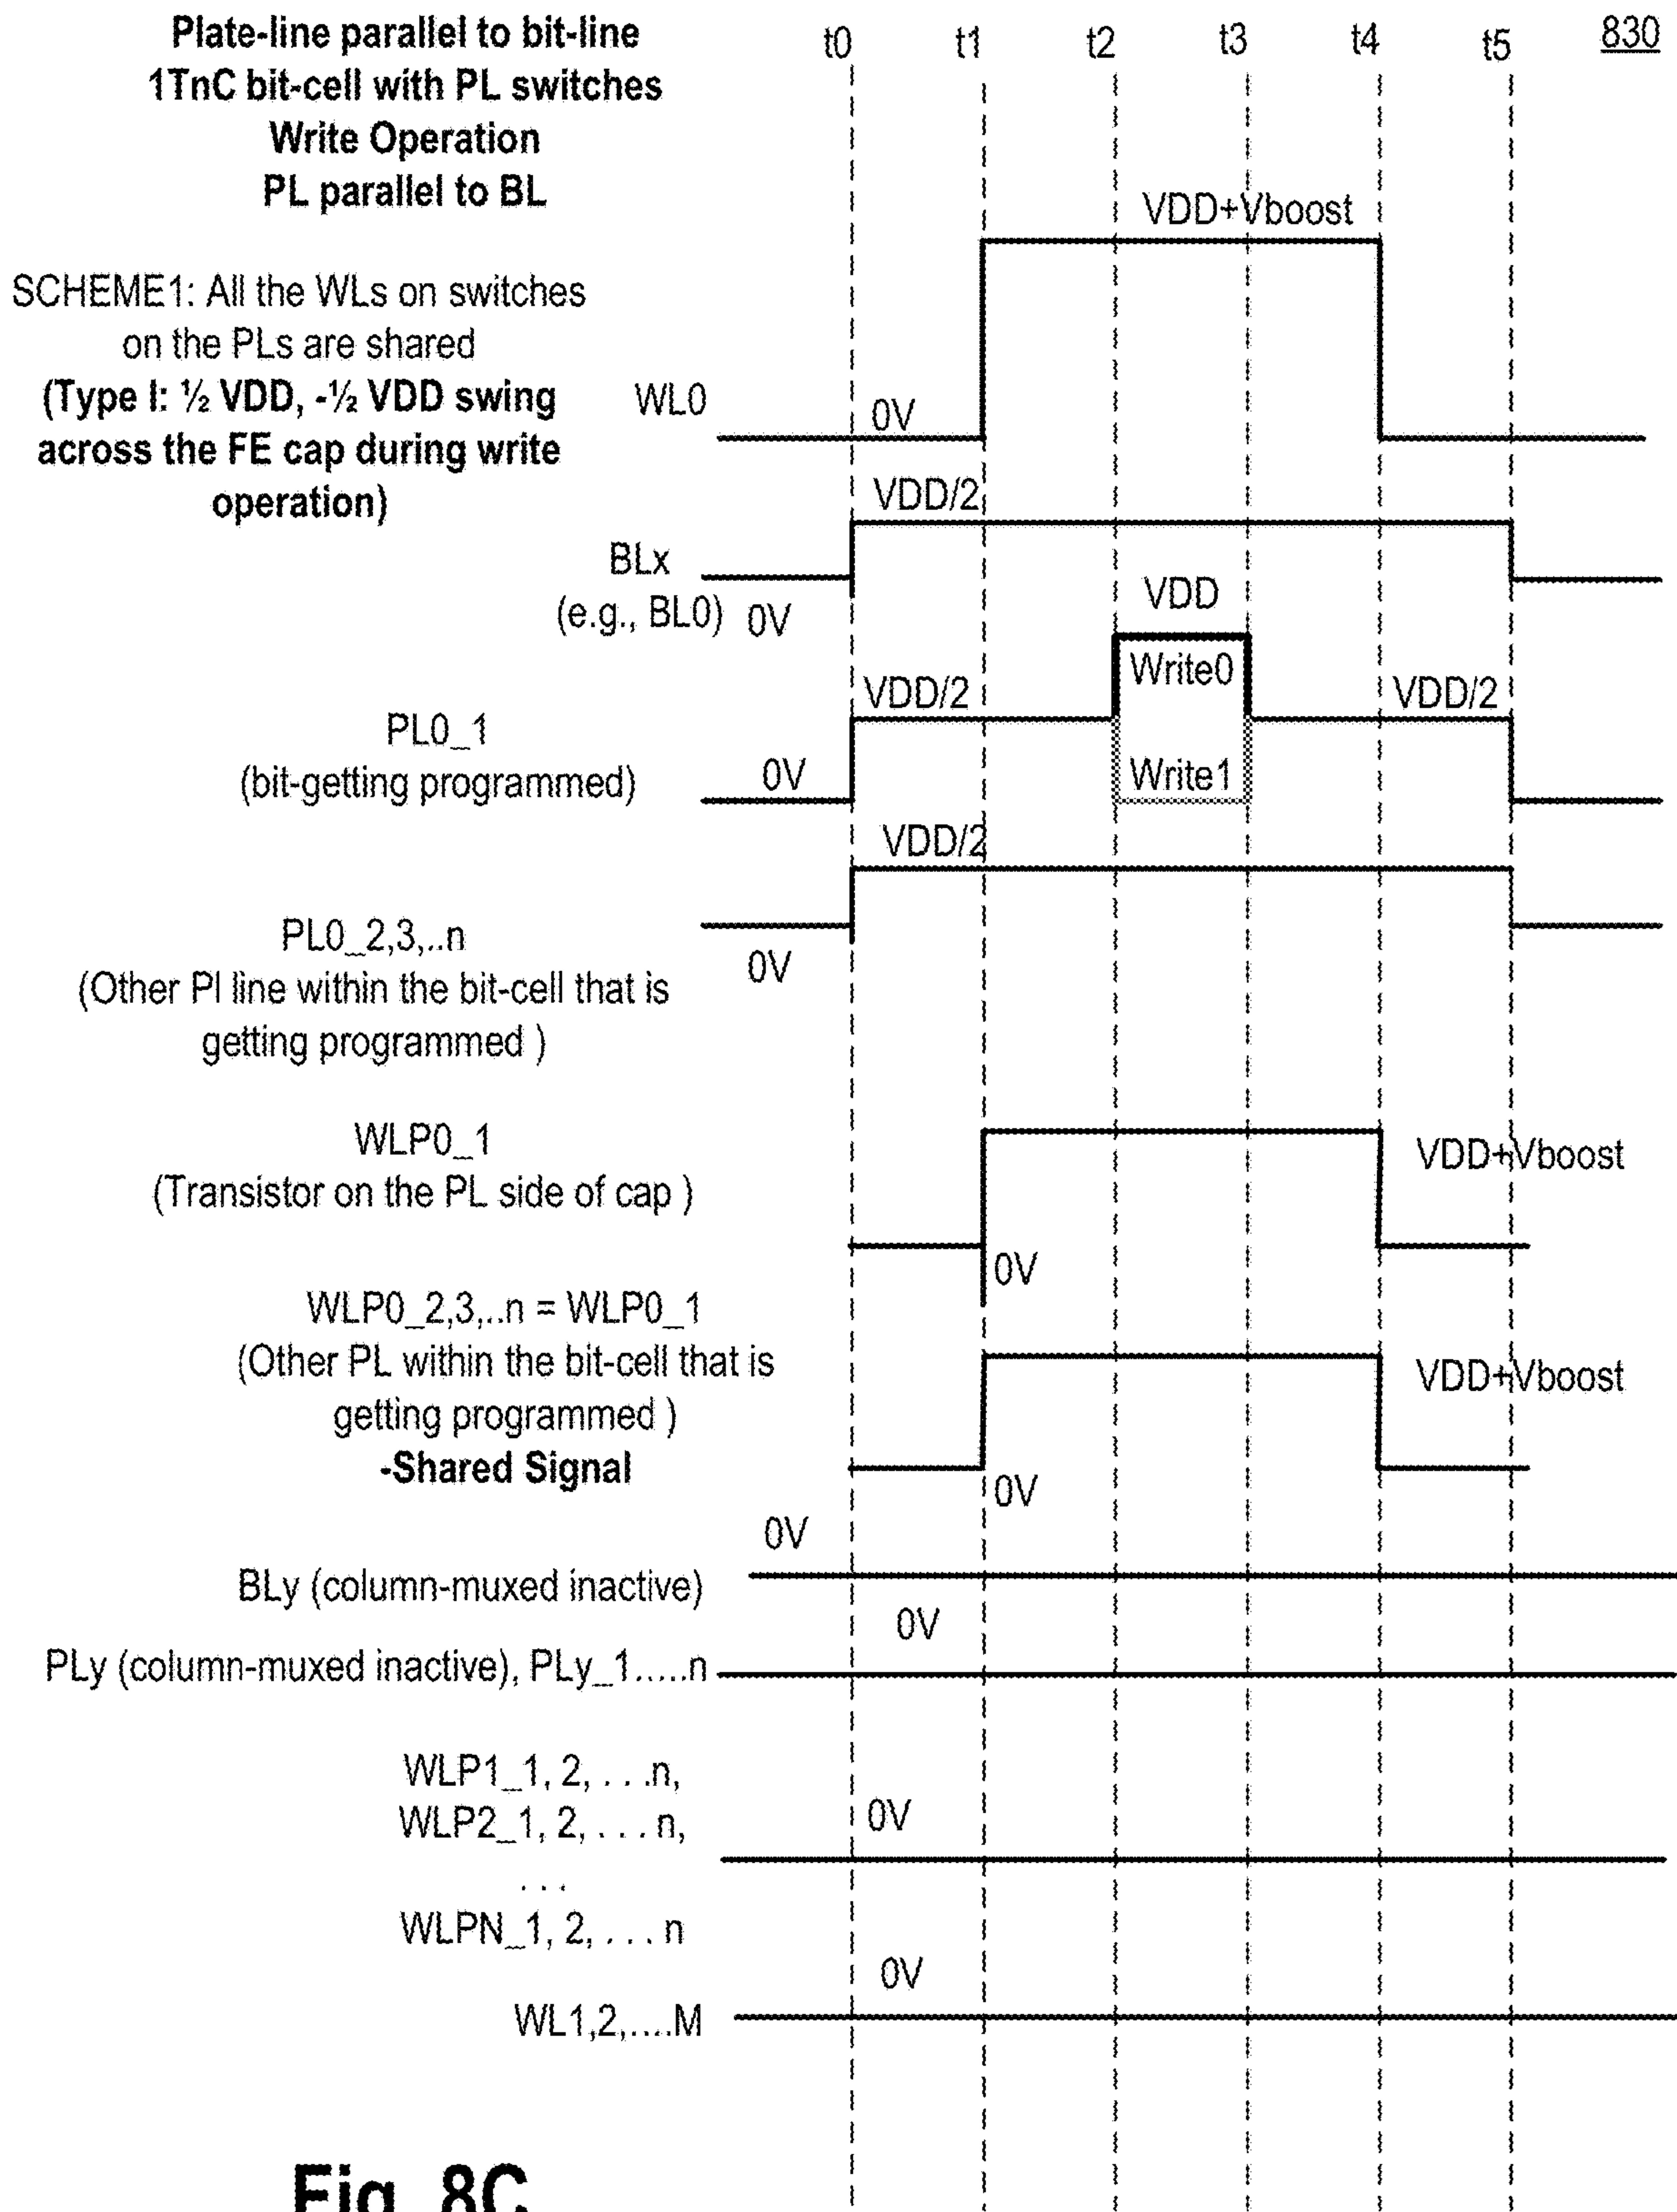 Plate-line parallel to bit-line
1TnC bit-cell with PL switches
Write Operation
PL parallel to BL
t0 t1 t2 t3 t4 t5 830
SCHEME1: All the WLs on switches
on the PLs are shared
(Type I: ½ VDD, -½ VDD swing
across the FE cap during write
operation)
VDD+Vboost
WL0 0V
VDD/2
BLx
(e.g., BL0) 0V
VDD
Write0
VDD/2 VDD/2
PL0_1
(bit-getting programmed) 0V Write1
VDD/2
PL0_2,3,..n
0V
(Other Pl line within the bit-cell that is
getting programmed )
WLP0_1
(Transistor on the PL side of cap )
VDD+Vboost
0V
WLP0_2,3,..n = WLP0_1
(Other PL within the bit-cell that is
getting programmed )
-Shared Signal
VDD+Vboost
0V
0V
BLy (column-muxed inactive)
0V
PLy (column-muxed inactive), PLy_1.....n
WLP1_1, 2, . . .n,
WLP2_1, 2, . . . n,
0V
. . .
WLPN_1, 2, . . . n
0V
WL1,2,....M
Fig. 8C